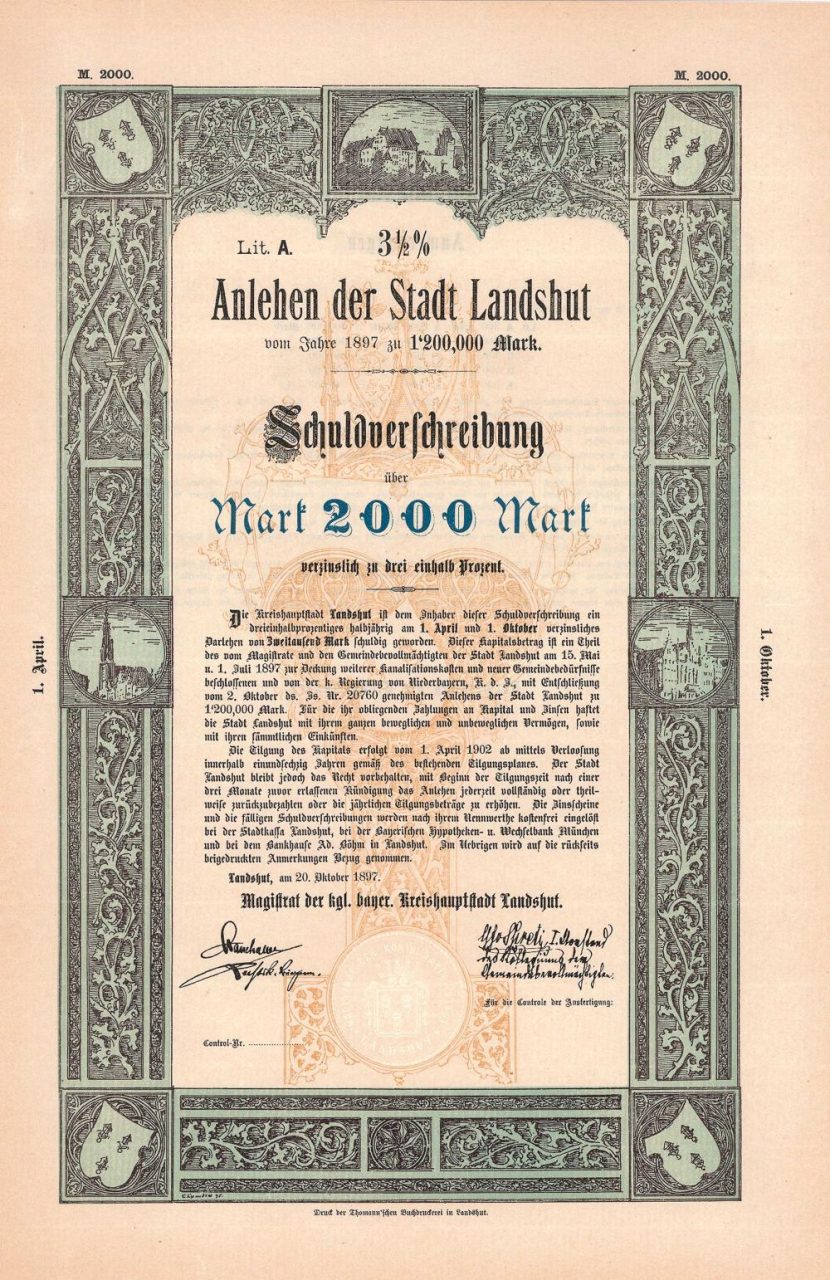 M. 2000.
M. 2000.
Lit. A.
3½%
Anlehen der Stadt Landshut
vom Jahre 1897 zu 1'200,000 Mark.
Schuldverschreibung
über
Mark 2000 Mark
verzinslich zu drei einhalb Prozent.
Die Kreishauptstadt Landshut ist dem Inhaber dieser Schuldverschreibung ein
dreieinhalbprozentiges halbjährig am 1. April und 1. Oktober verzinsliches
Darlehen von Zweitausend Mark schuldig geworden. Dieser Kapitalsbetrag ist ein Theil
des vom Magistrate und den Gemeindebevollmächtigten der Stadt Landshut am 15. Mai
u. 1. Juli 1897 zur Deckung weiterer Kanalisationskosten und neuer Gemeindebedürfnisse
beschlossenen und von der k. Regierung von Niederbayern, K. d. J., mit Entschließung
vom 2. Oktober ds. Js. Nr. 20760 genehmigten Anlehens der Stadt Landshut zu
1'200,000 Mark. Für die ihr obliegenden Zahlungen an Kapital und Zinsen haftet
die Stadt Landshut mit ihrem ganzen beweglichen und unbeweglichen Vermögen, sowie
mit ihren sämmtlichen Einkünften.
Die Tilgung des Kapitals erfolgt vom 1. April 1902 ab mittels Verloosung
innerhalb einundsechzig Jahren gemäß des bestehenden Tilgungsplanes. Der Stadt
Landshut bleibt jedoch das Recht vorbehalten, mit Beginn der Tilgungszeit nach einer
drei Monate zuvor erlassenen Kündigung das Anlehen jederzeit vollständig oder theil-
weise zurückzubezahlen oder die jährlichen Tilgungsbeträge zu erhöhen. Die Zinscheine
und die fälligen Schuldverschreibungen werden nach ihrem Nennwerthe kostenfrei eingelöst
bei der Stadtkassa Landshut, bei der Bayerischen Hypotheken- u. Wechselbank München
und bei dem Bankhause Ad. Böhm in Landshut. Im Uebrigen wird auf die rückseits
beigedruckten Anmerkungen Bezug genommen.
Landshut, am 20. Oktober 1897.
Magistrat der kgl. bayer. Kreishauptstadt Landshut.
I. Vorstand
des Kollegiums der
Gemeindebevollmächtigten.
Für die Controle der Ausfertigung:
Control-Nr.
1. April.
1. Oktober.
Druck der Thomann'schen Buchdruckerei in Landshut.